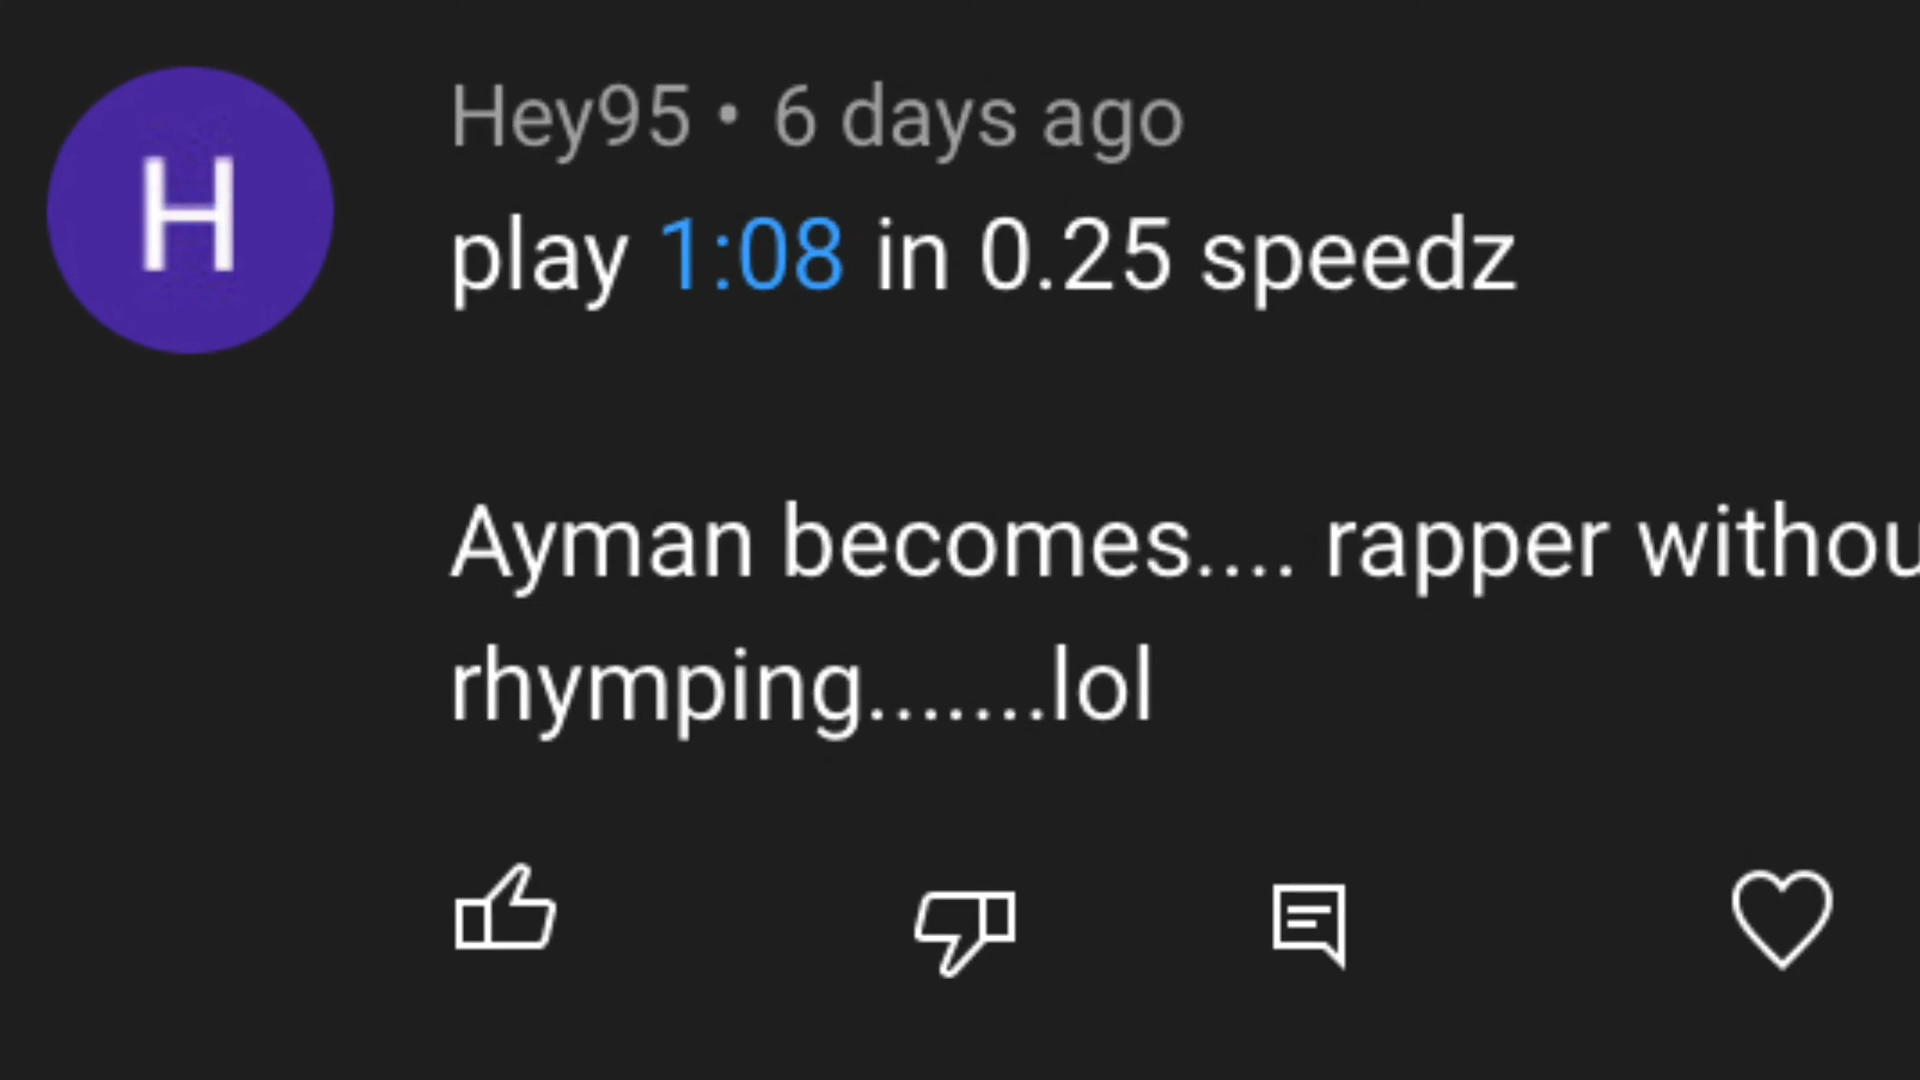 H
Hey95 • 6 days ago
play 1:08 in 0.25 speedz
Ayman becomes.... rapper withou
rhymping.......lol